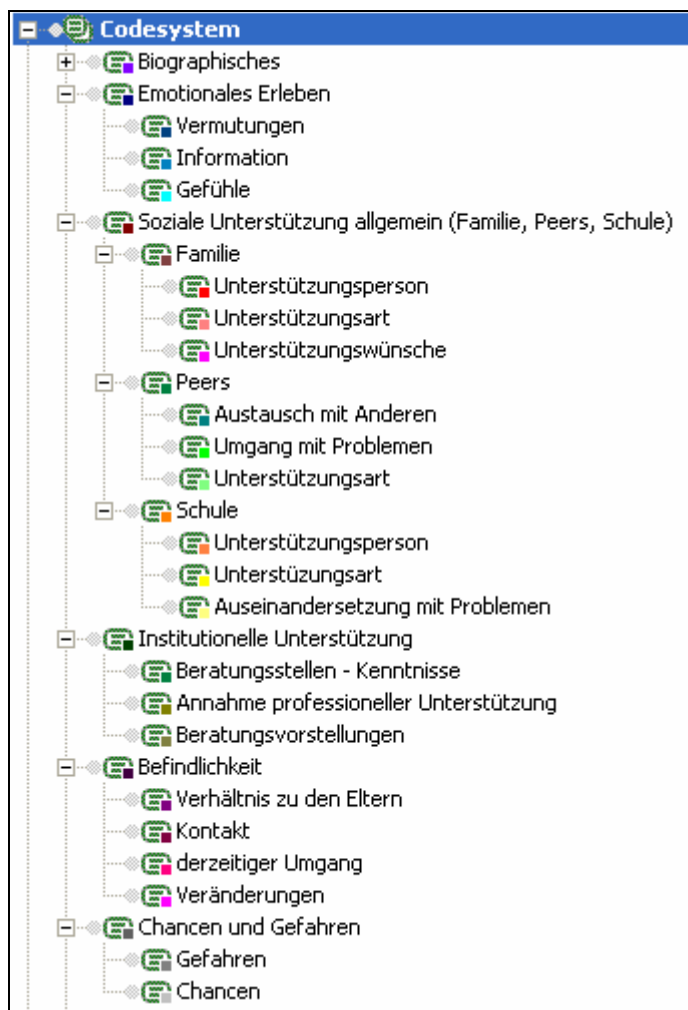 Codesystem
Biographisches
Emotionales Erleben
Vermutungen
Information
Gefühle
Soziale Unterstützung allgemein (Familie, Peers, Schule)
Familie
Unterstützungsperson
Unterstützungsart
Unterstützungswünsche
Peers
Austausch mit Anderen
Umgang mit Problemen
Unterstützungsart
Schule
Unterstützungsperson
Unterstüzungsart
Auseinandersetzung mit Problemen
Institutionelle Unterstützung
Beratungsstellen - Kenntnisse
Annahme professioneller Unterstützung
Beratungsvorstellungen
Befindlichkeit
Verhältnis zu den Eltern
Kontakt
derzeitiger Umgang
Veränderungen
Chancen und Gefahren
Gefahren
Chancen